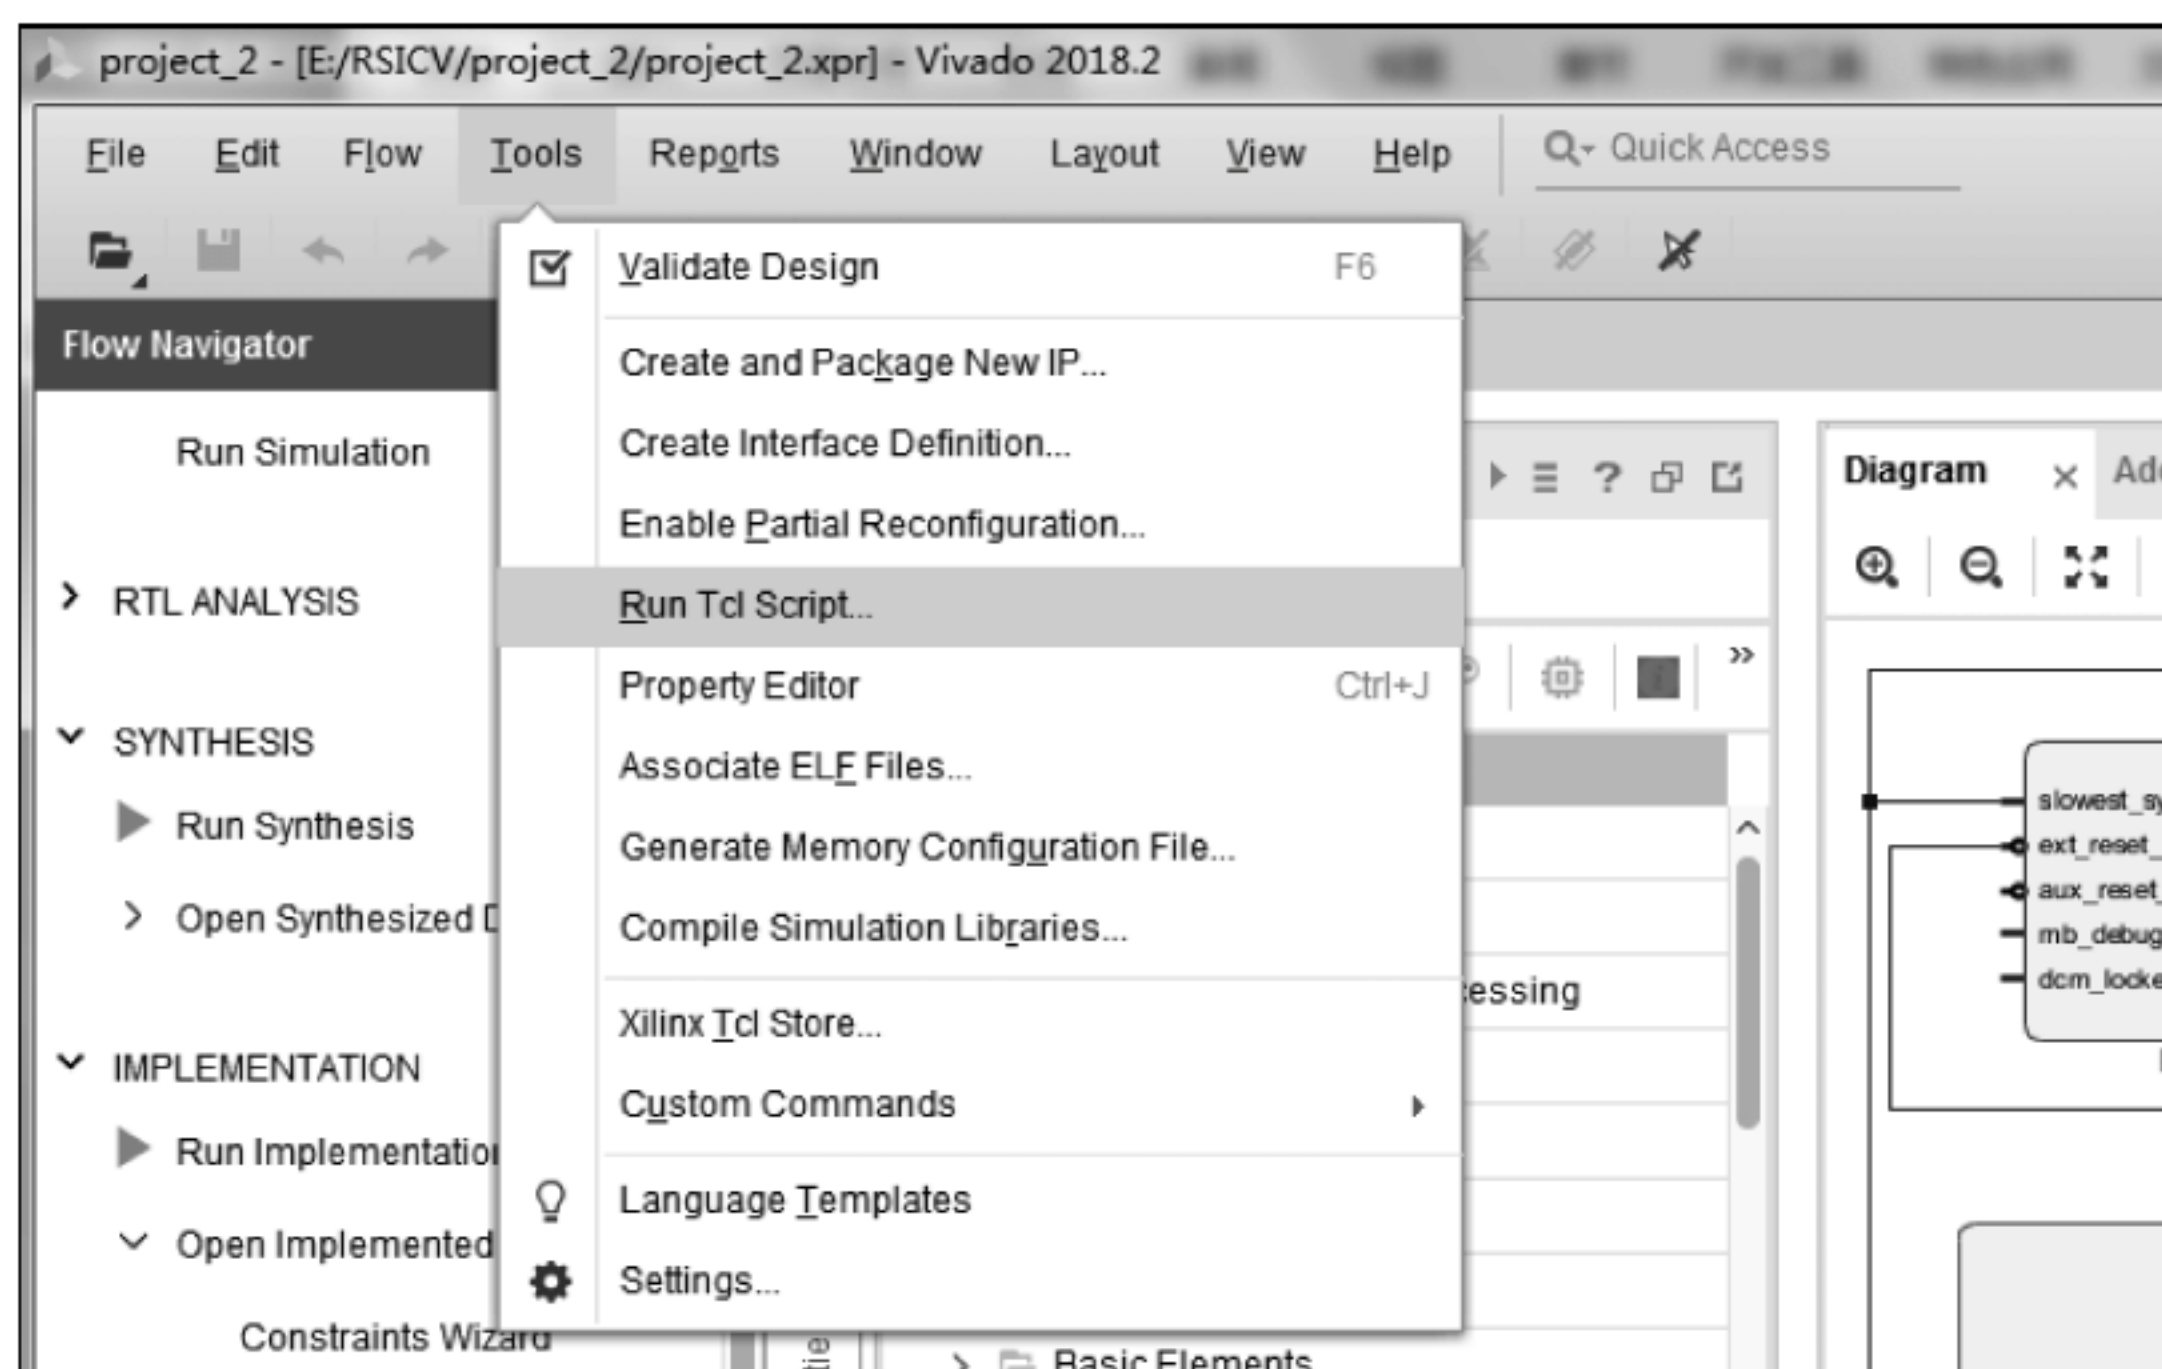 project_2 - [E:/RSICV/project_2/project_2.xpr] - Vivado 2018.2
File Edit Flow Tools Reports Window Layout View Help Quick Access
Validate Design F6
Flow Navigator
Create and Package New IP...
Run Simulation
Create Interface Definition...
Diagram
Enable Partial Reconfiguration...
RTL ANALYSIS
Run Tcl Script...
Property Editor Ctrl+J
SYNTHESIS
Associate ELF Files...
Run Synthesis
Generate Memory Configuration File...
Open Synthesized
Compile Simulation Libraries...
slowest_sy
ext_reset_
aux_reset_
mb_debug
dcm_locke
cessing
Xilinx Tcl Store...
IMPLEMENTATION
Custom Commands
Run Implementation
Language Templates
Open Implemented
Settings...
Constraints Wizard
Basic Elements